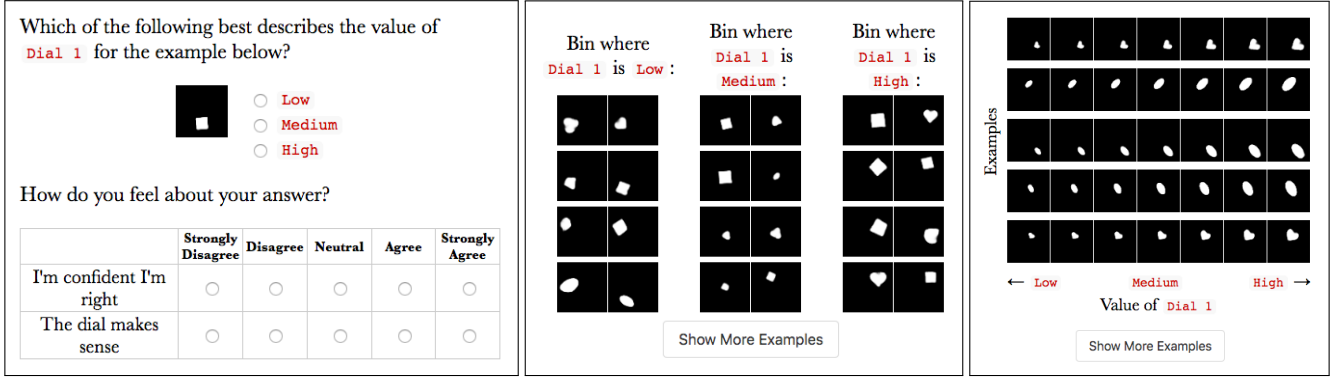 Which of the following best describes the value of
Dial 1 for the example below?
Low
Medium
High
How do you feel about your answer?
Strongly Disagree Disagree Neutral Agree Strongly Agree
I'm confident I'm
right
The dial makes
sense
Bin where
Dial 1 is Low :
Bin where
Dial 1 is
Medium :
Bin where
Dial 1 is
High :
Show More Examples
Examples
← Low Medium High →
Value of Dial 1
Show More Examples